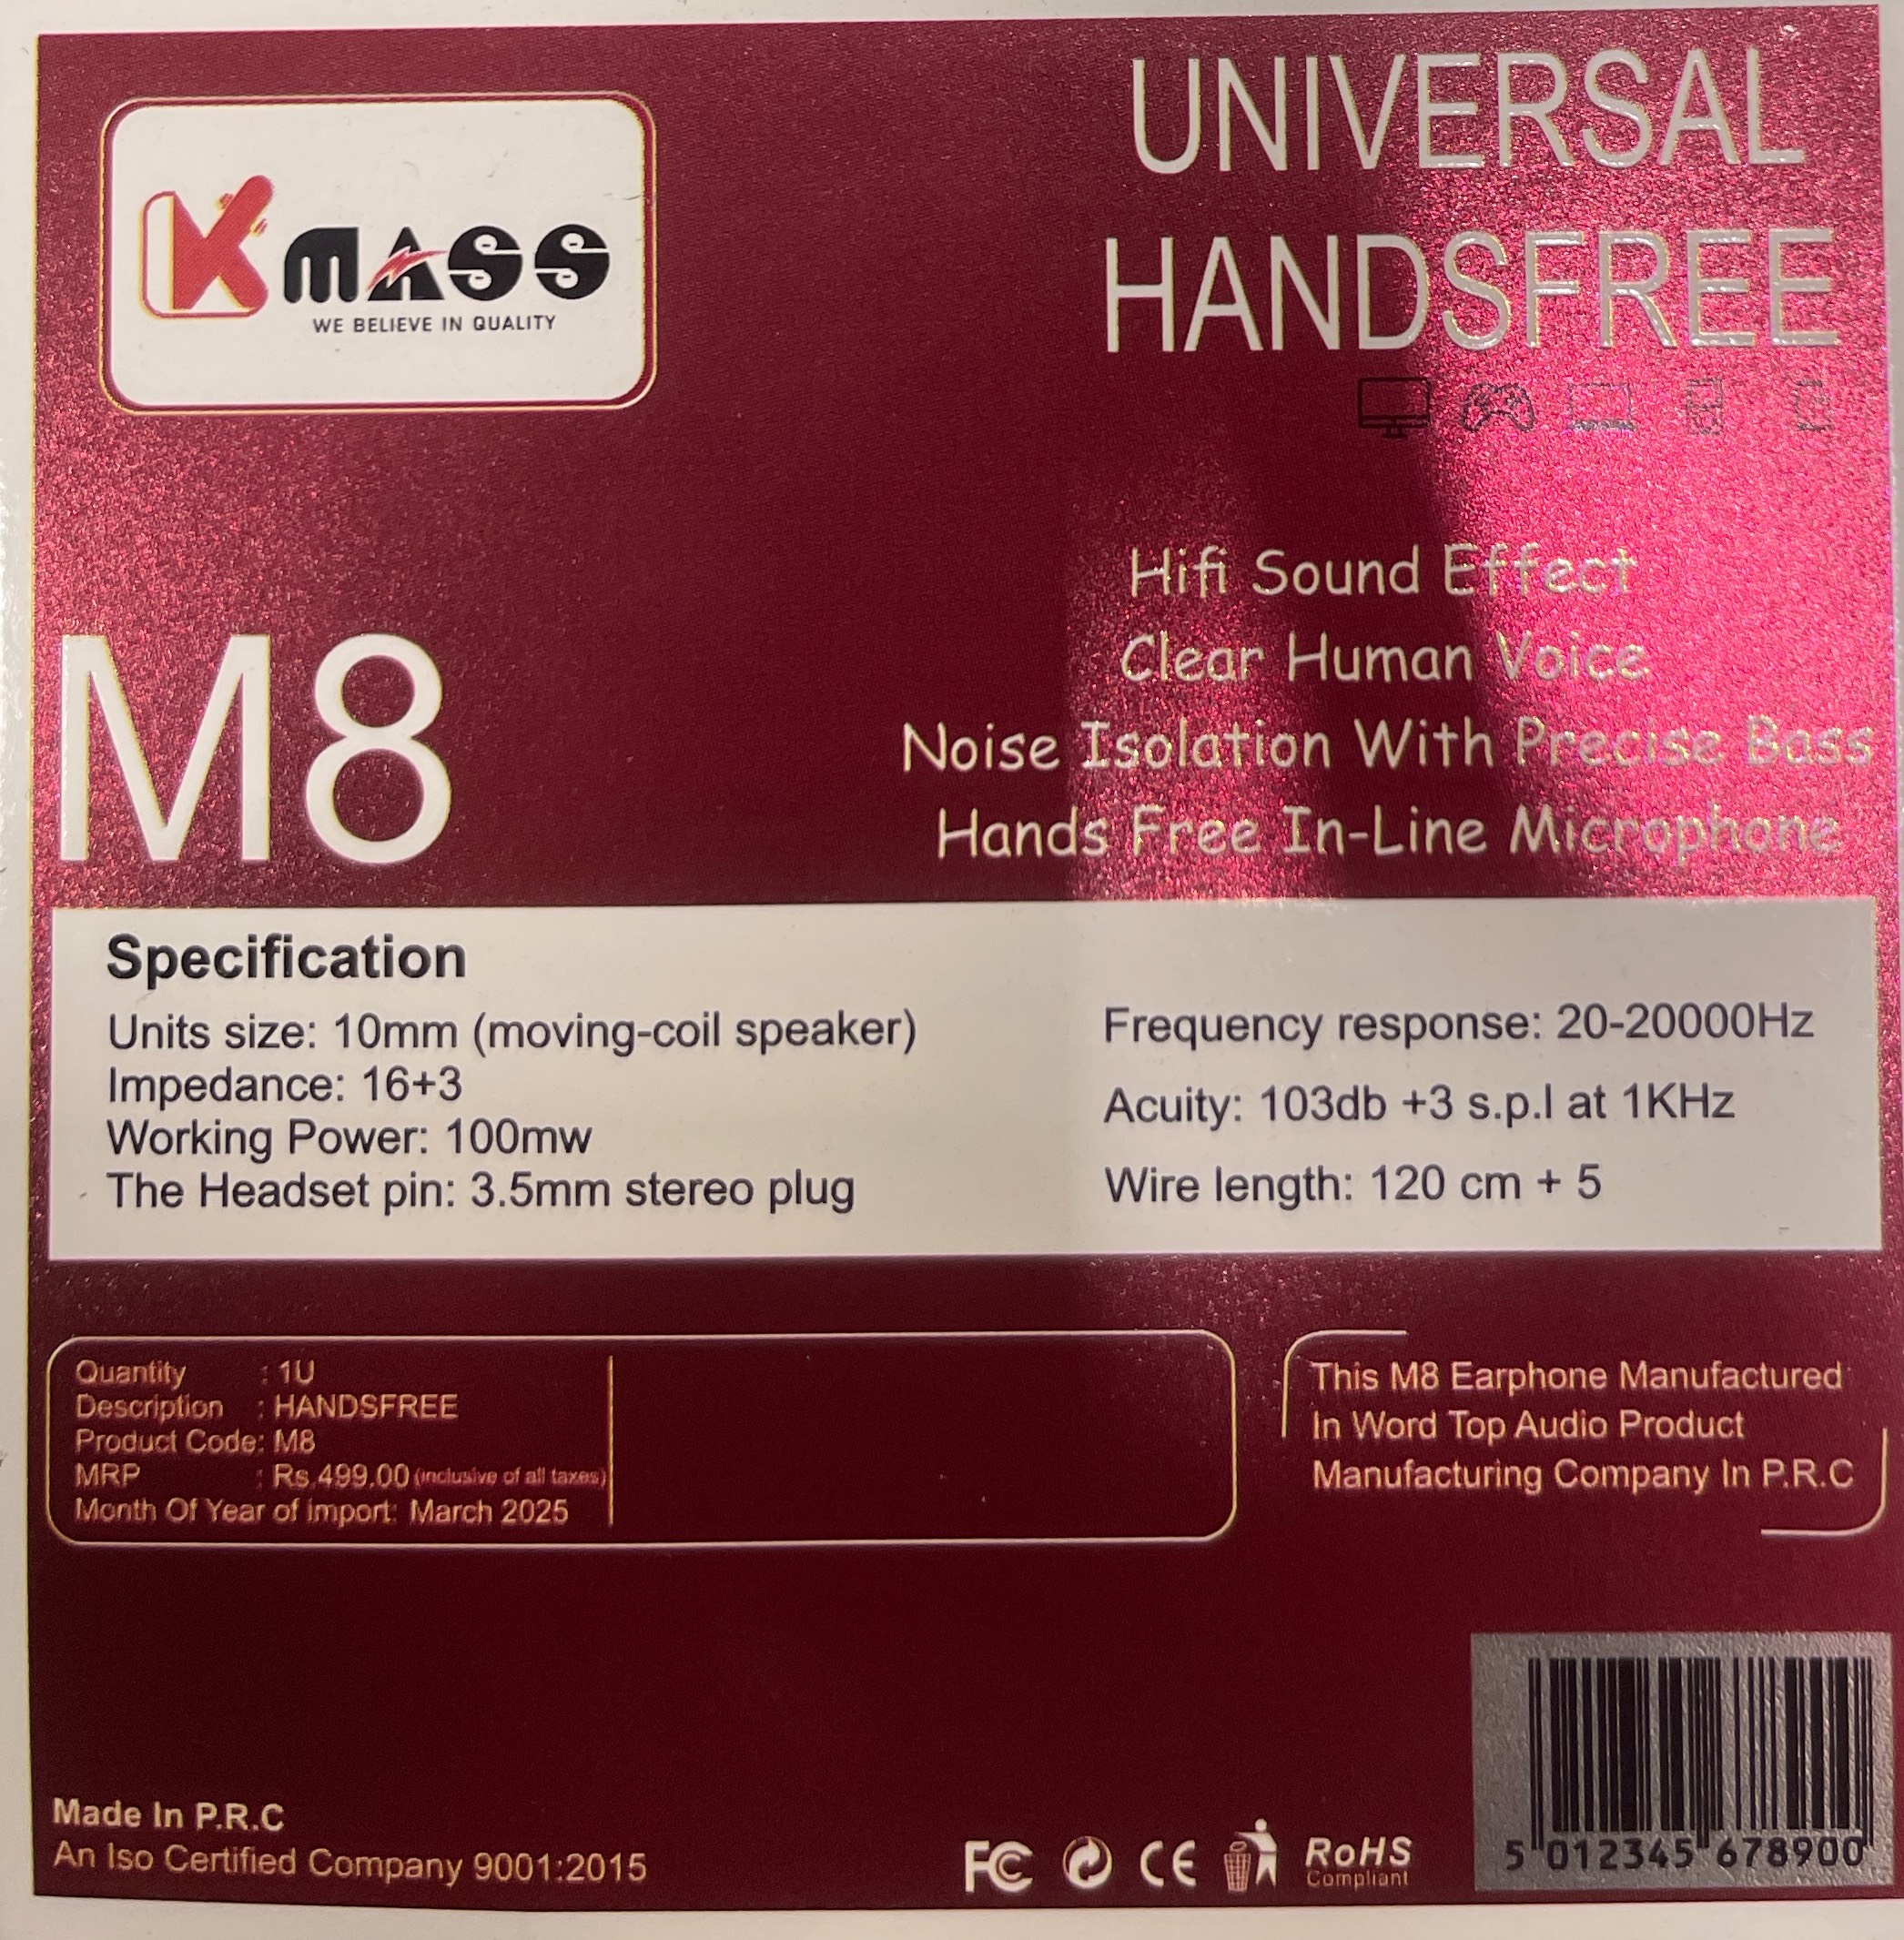 Kmass
WE BELIEVE IN QUALITY
UNIVERSAL
HANDSFREE
Hifi Sound Effect
Clear Human Voice
Noise Isolation With Precise Bass
Hands Free In-Line Microphone
M8
Specification
Units size: 10mm (moving-coil speaker)
Impedance: 16+3
Working Power: 100mw
The Headset pin: 3.5mm stereo plug
Frequency response: 20-20000Hz
Acuity: 103db +3 s.p.l at 1KHz
Wire length: 120 cm + 5
Quantity : 1U
Description : HANDSFREE
Product Code: M8
MRP : Rs.499.00 (inclusive of all taxes)
Month Of Year of import: March 2025
This M8 Earphone Manufactured
In Word Top Audio Product
Manufacturing Company In P.R.C
Made In P.R.C
An Iso Certified Company 9001:2015
FC CE RoHS
Compliant
5 012345 678900